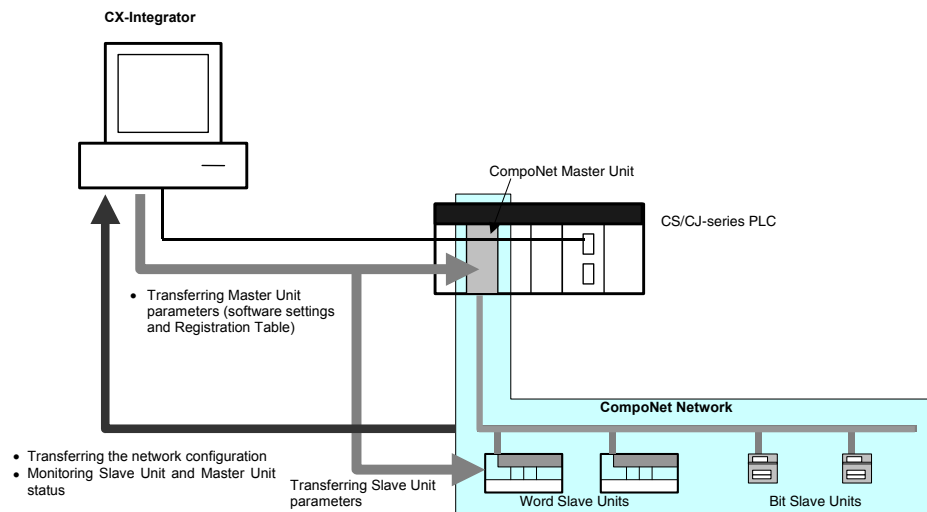 CX-Integrator
CompoNet Master Unit
CS/CJ-series PLC
• Transferring Master Unit
parameters (software settings
and Registration Table)
CompoNet Network
• Transferring the network configuration
• Monitoring Slave Unit and Master Unit
status
Transferring Slave Unit
parameters
Word Slave Units
Bit Slave Units